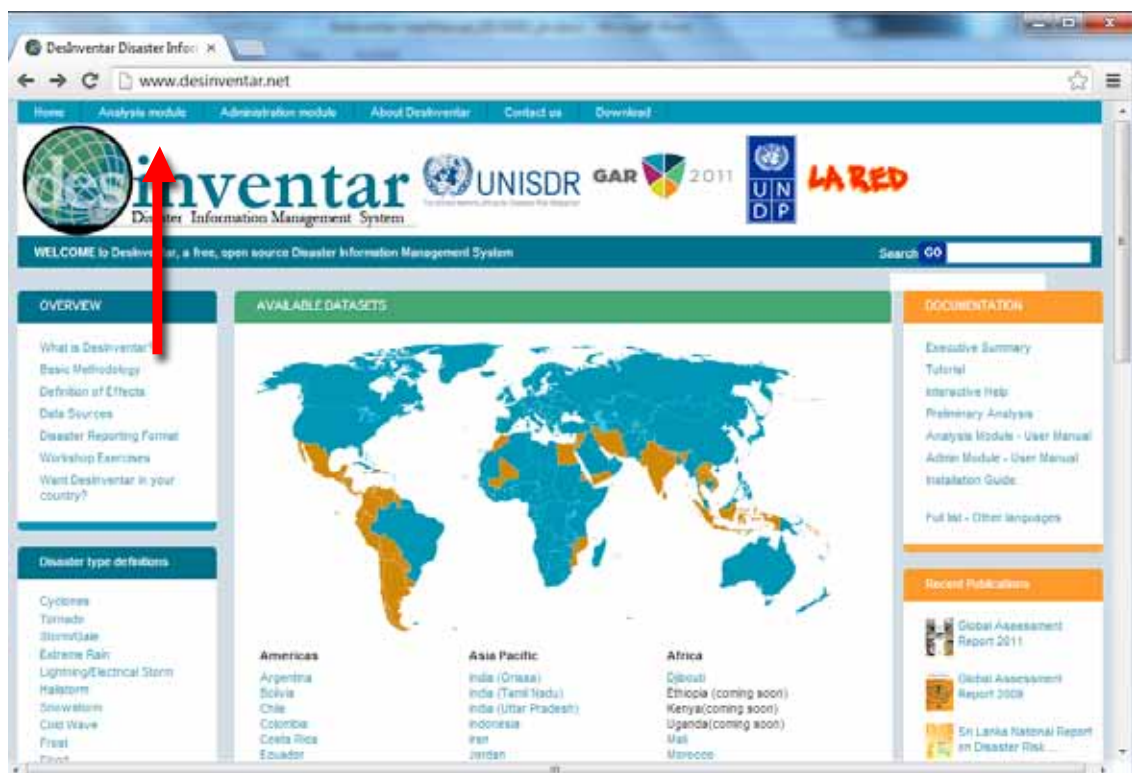 DesInventar Disaster Infor
www.desinventar.net
Home Analysis module Administration module About DesInventar Contact us Download
desinventar
Disaster Information Management System
UNISDR
GAR 2011
UN
DP
LA RED
WELCOME to DesInventar, a free, open source Disaster Information Management System
Search GO
OVERVIEW
What is DesInventar?
Basic Methodology
Definition of Effects
Data Sources
Disaster Reporting Format
Workshop Exercises
Want DesInventar in your
country?
Disaster type definitions
Cyclones
Tornado
Storm/Gale
Extreme Rain
Lightning/Electrical Storm
Hailstorm
Snowstorm
Cold Wave
Frost
Flood
AVAILABLE DATASETS
Americas
Argentina
Bolivia
Chile
Colombia
Costa Rica
Ecuador
Asia Pacific
India (Orissa)
India (Tamil Nadu)
India (Uttar Pradesh)
Indonesia
Iran
Jordan
Africa
Djibouti
Ethiopia (coming soon)
Kenya(coming soon)
Uganda(coming soon)
Mali
Morocco
DOCUMENTATION
Executive Summary
Tutorial
Interactive Help
Preliminary Analysis
Analysis Module - User Manual
Admin Module - User Manual
Installation Guide
Full list - Other languages
Recent Publications
Global Assessment
Report 2011
Global Assessment
Report 2009
Sri Lanka National Report
on Disaster Risk ...